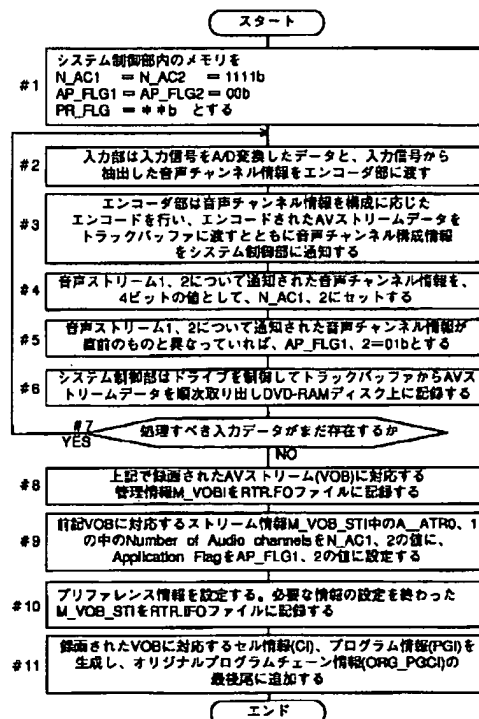 スタート
#1
システム制御部内のメモリを
N_AC1 = N_AC2 = 1111b
AP_FLG1 = AP_FLG2 = 00b
PR_FLG = **b とする
#2
入力部は入力信号をA/D変換したデータと、入力信号から
抽出した音声チャンネル情報をエンコーダ部に渡す
#3
エンコーダ部は音声チャンネル情報を構成に応じた
エンコードを行い、エンコードされたAVストリームデータを
トラックバッファに渡すとともに音声チャンネル構成情報
をシステム制御部に通知する
#4
音声ストリーム1、2について通知された音声チャンネル情報を、
4ビットの値として、N_AC1、2にセットする
#5
音声ストリーム1、2について通知された音声チャンネル情報が
直前のものと異なっていれば、AP_FLG1、2=01bとする
#6
システム制御部はドライブを制御してトラックバッファからAVス
トリームデータを順次取り出しDVD-RAMディスク上に記録する
#7
YES
処理すべき入力データがまだ存在するか
NO
#8
上記で録画されたAVストリーム(VOB)に対応する
管理情報M_VOBIをRTR.IFOファイルに記録する
#9
前記VOBに対応するストリーム情報M_VOB_STI中のA_ATR0、1
の中のNumber of Audio channelsをN_AC1、2の値に、
Application FlagをAP_FLG1、2の値に設定する
#10
プリファレンス情報を設定する。必要な情報の設定を終わった
M_VOB_STIをRTR.IFOファイルに記録する
#11
録画されたVOBに対応するセル情報(CI)、プログラム情報(PGI)を
生成し、オリジナルプログラムチェーン情報(ORG_PGCI)の
最後尾に追加する
エンド